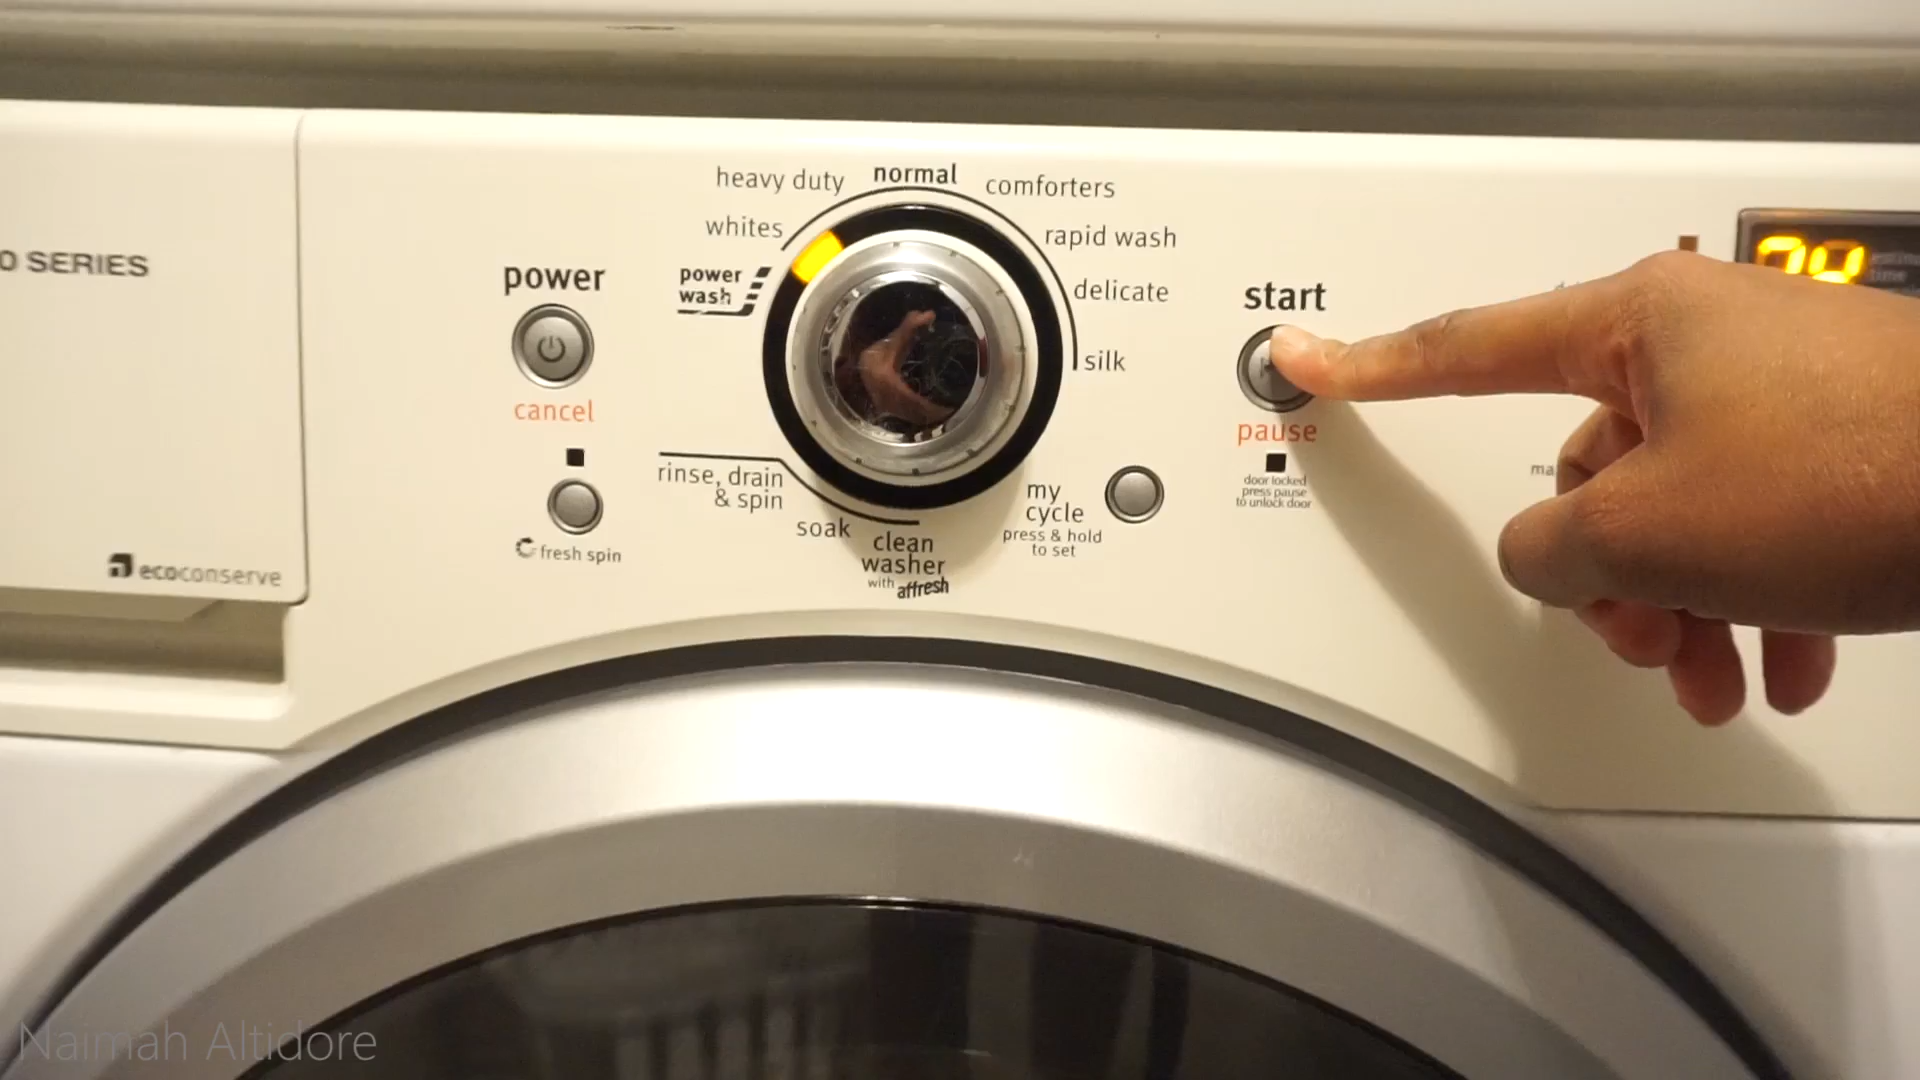 heavy duty
normal
comforters
whites
rapid wash
O SERIES
power
wash
power
delicate
start
silk
cancel
pause
rinse, drain
& spin
my
cycle
press & hold
to set
door locked
press pause
to unlock door
soak
clean
washer
with affresh
fresh spin
ecoconserve
time
Naimah Altidore